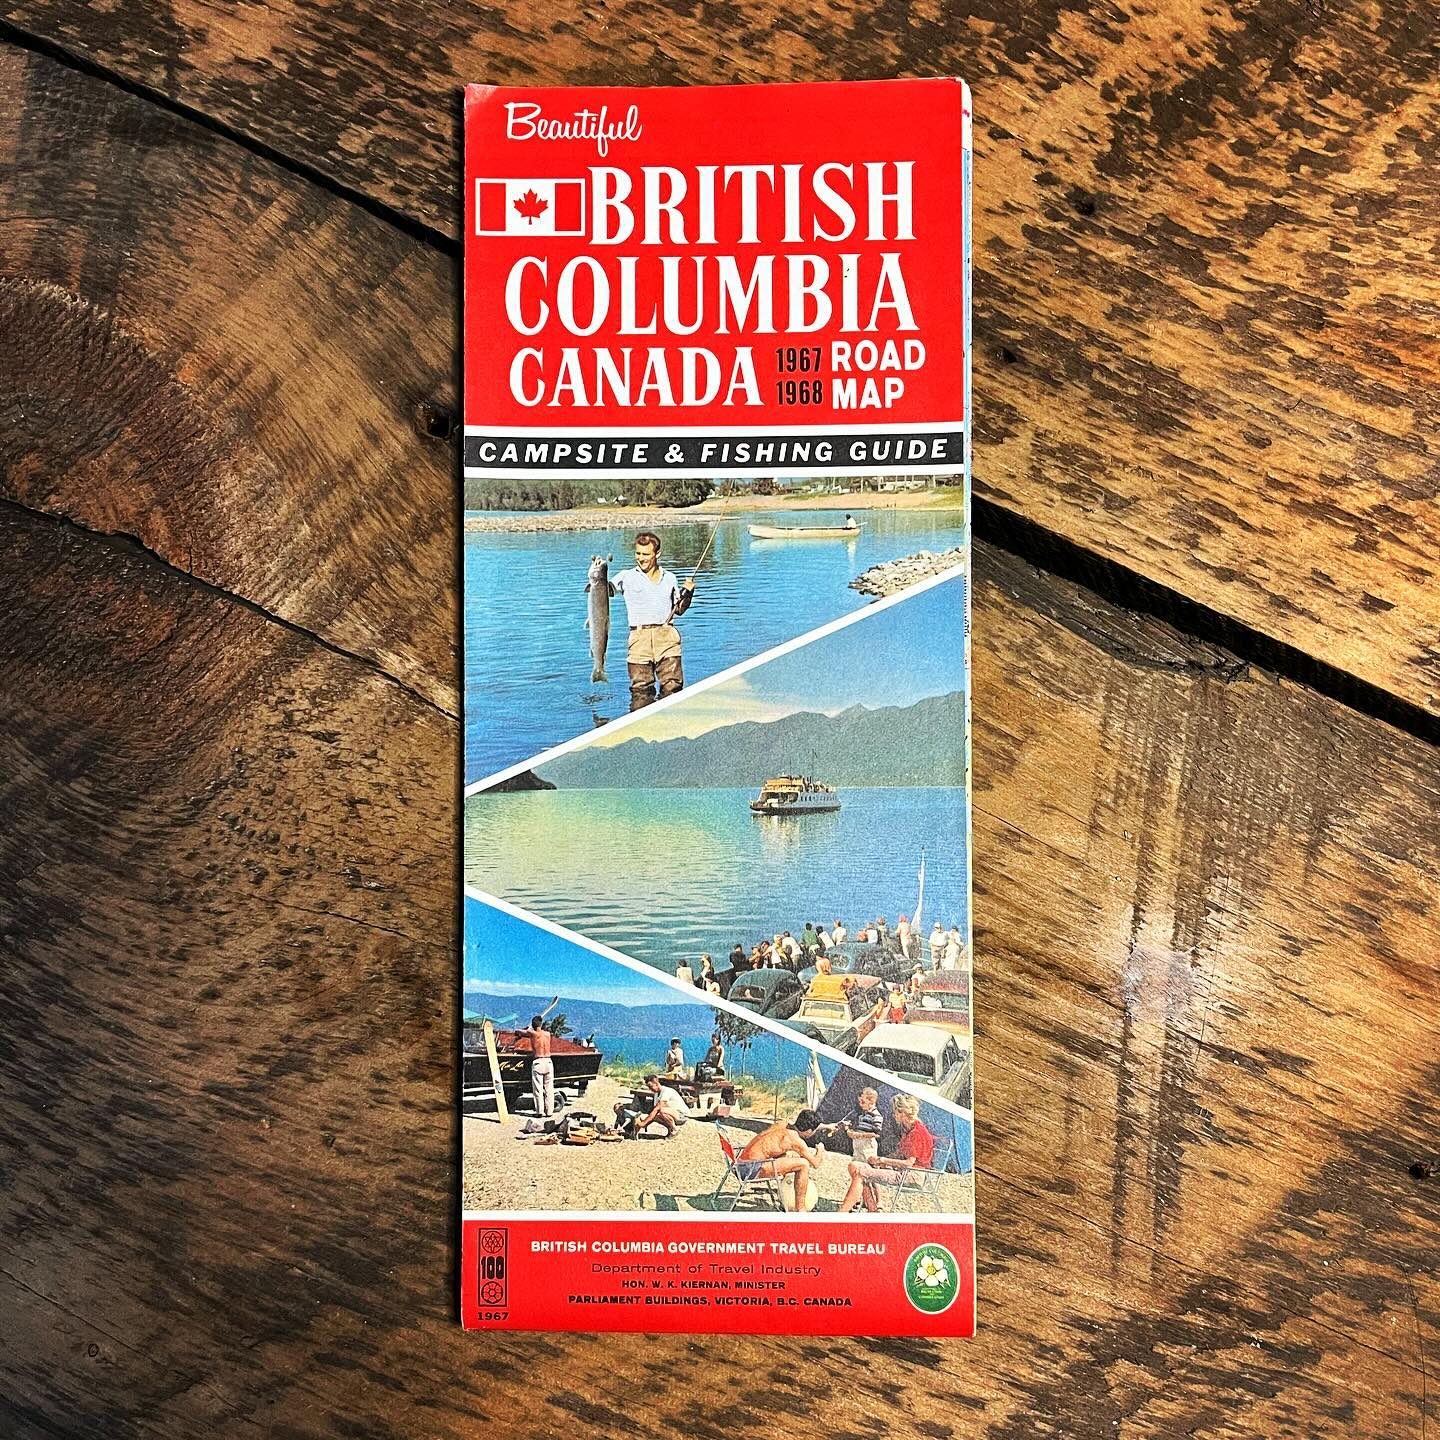 Beautiful
BRITISH
COLUMBIA
CANADA 1967 1968 ROAD MAP
CAMPSITE & FISHING GUIDE
100
1967
BRITISH COLUMBIA GOVERNMENT TRAVEL BUREAU
Department of Travel Industry
HON. W. K. KIERNAN, MINISTER
PARLIAMENT BUILDINGS, VICTORIA, B.C. CANADA